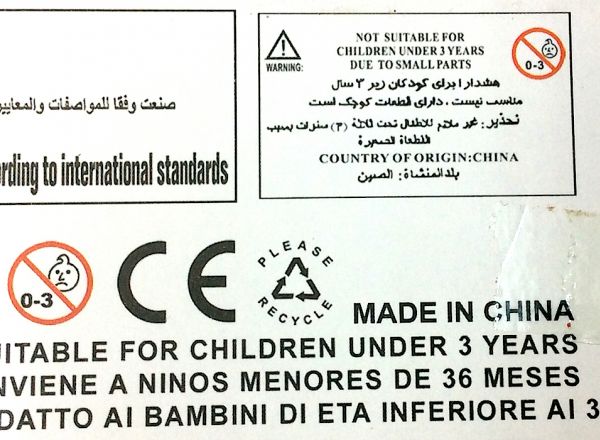 صنعت وفقا للمواصفات والمعايير
rding to international standards
WARNING:
NOT SUITABLE FOR
CHILDREN UNDER 3 YEARS
DUE TO SMALL PARTS
0-3
هشدار! برای کودکان زیر ۳ سال
مناسب نیست، دارای قطعات کوچک است
تحذير: غير ملائم للاطفال تحت ثلاثة (٣) سنوات بسبب
القطعاة الصغيرة
COUNTRY OF ORIGIN:CHINA
بلدالمنشاة: الصين
0-3
CE
PLEASE
RECYCLE
MADE IN CHINA
UITABLE FOR CHILDREN UNDER 3 YEARS
NVIENE A NINOS MENORES DE 36 MESES
DATTO AI BAMBINI DI ETA INFERIORE AI 3